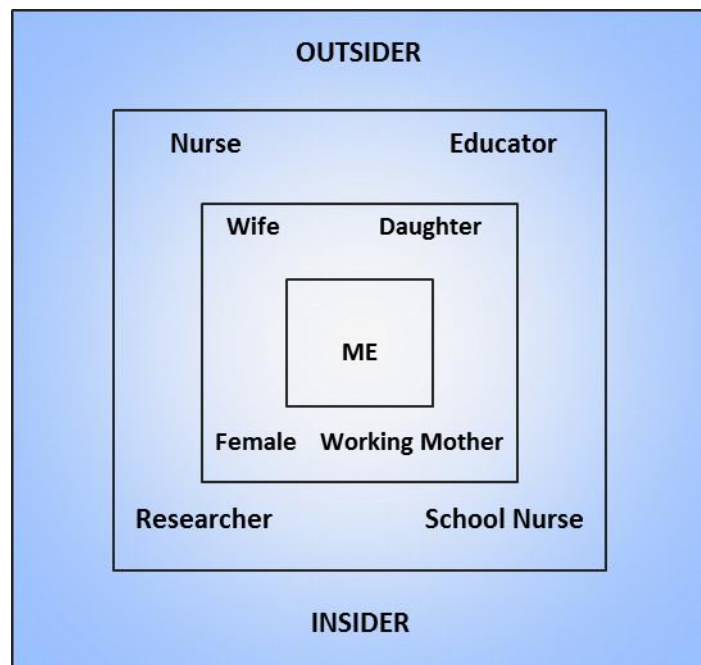 OUTSIDER
Nurse Educator
Wife Daughter
ME
Female Working Mother
Researcher School Nurse
INSIDER